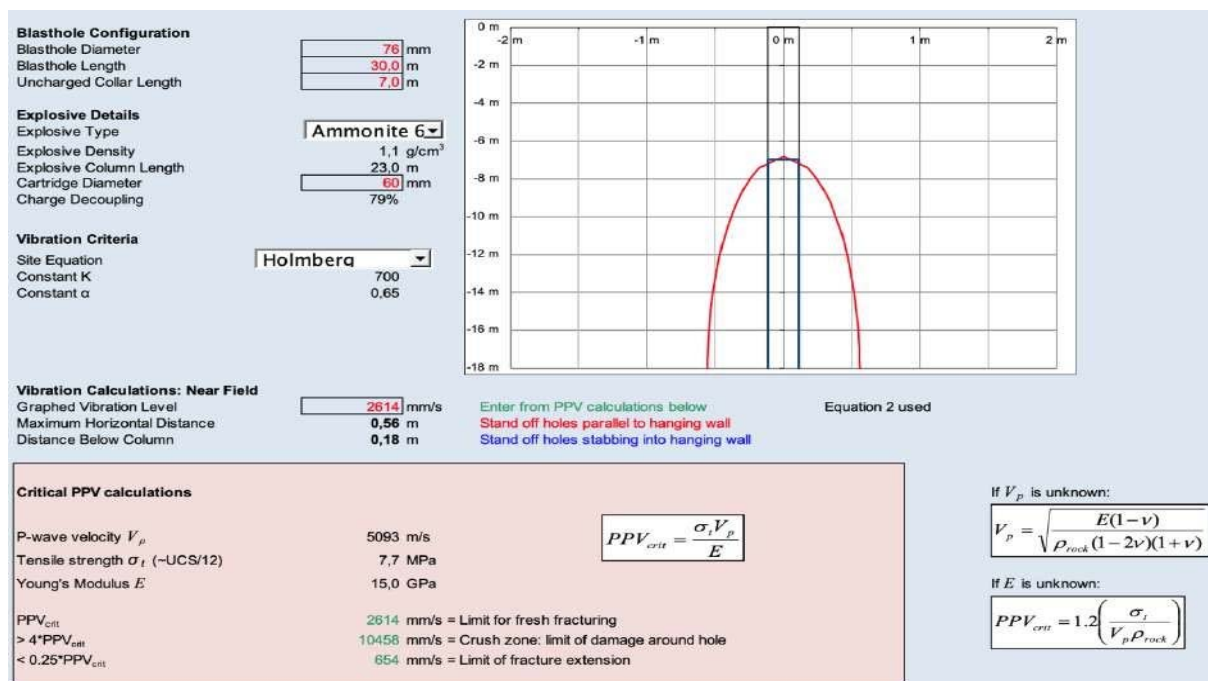 Blasthole Configuration
Blasthole Diameter 76 mm
Blasthole Length 30,0 m
Uncharged Collar Length 7,0 m
Explosive Details
Explosive Type Ammonite 6
Explosive Density 1,1 g/cm³
Explosive Column Length 23,0 m
Cartridge Diameter 60 mm
Charge Decoupling 79%
Vibration Criteria
Site Equation Holmberg
Constant K 700
Constant α 0,65
0 m
-2 m -1 m 0 m 1 m 2 m
-2 m
-4 m
-6 m
-8 m
-10 m
-12 m
-14 m
-16 m
-18 m
Vibration Calculations: Near Field
Graphed Vibration Level 2614 mm/s Enter from PPV calculations below Equation 2 used
Maximum Horizontal Distance 0,56 m Stand off holes parallel to hanging wall
Distance Below Column 0,18 m Stand off holes stabbing into hanging wall
Critical PPV calculations
P-wave velocity Vₚ 5093 m/s
Tensile strength σₜ (~UCS/12) 7,7 MPa
Young's Modulus E 15,0 GPa
PPV_crit = σₜVₚ / E
PPV_crit 2614 mm/s = Limit for fresh fracturing
> 4*PPV_crit 10458 mm/s = Crush zone: limit of damage around hole
< 0.25*PPV_crit 654 mm/s = Limit of fracture extension
If Vₚ is unknown:
Vₚ = √(E(1-ν) / ρ_rock(1-2ν)(1+ν))
If E is unknown:
PPV_crit = 1.2(σₜ / Vₚρ_rock)